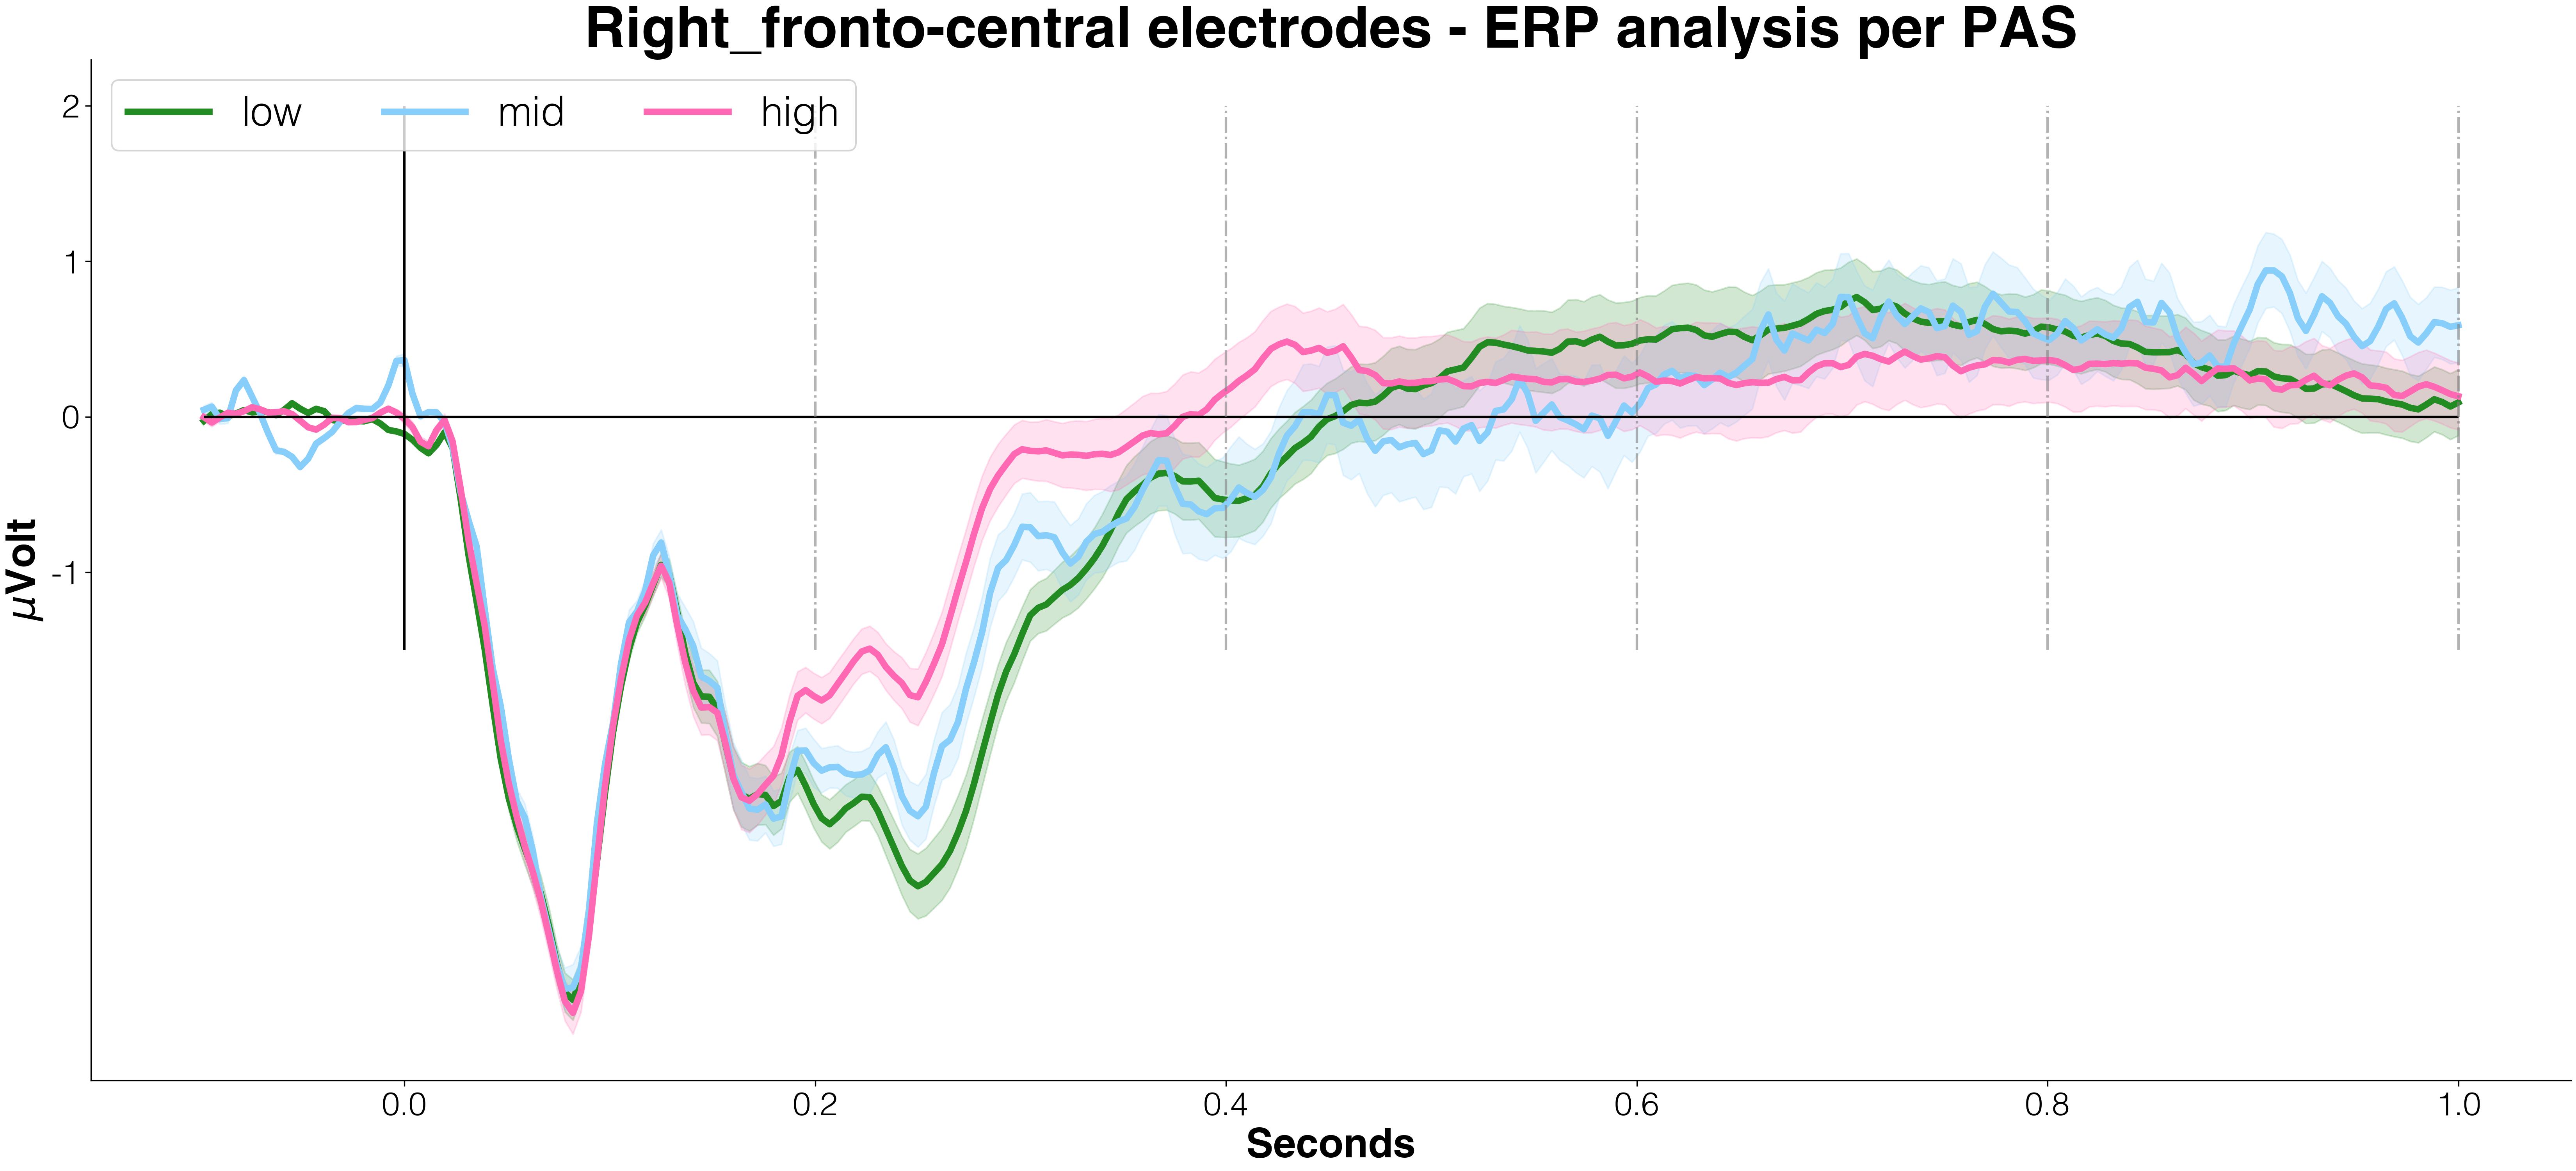 Right_fronto-central electrodes - ERP analysis per PAS
low mid high
2
1
0
-1
μVolt
0.0 0.2 0.4 0.6 0.8 1.0
Seconds